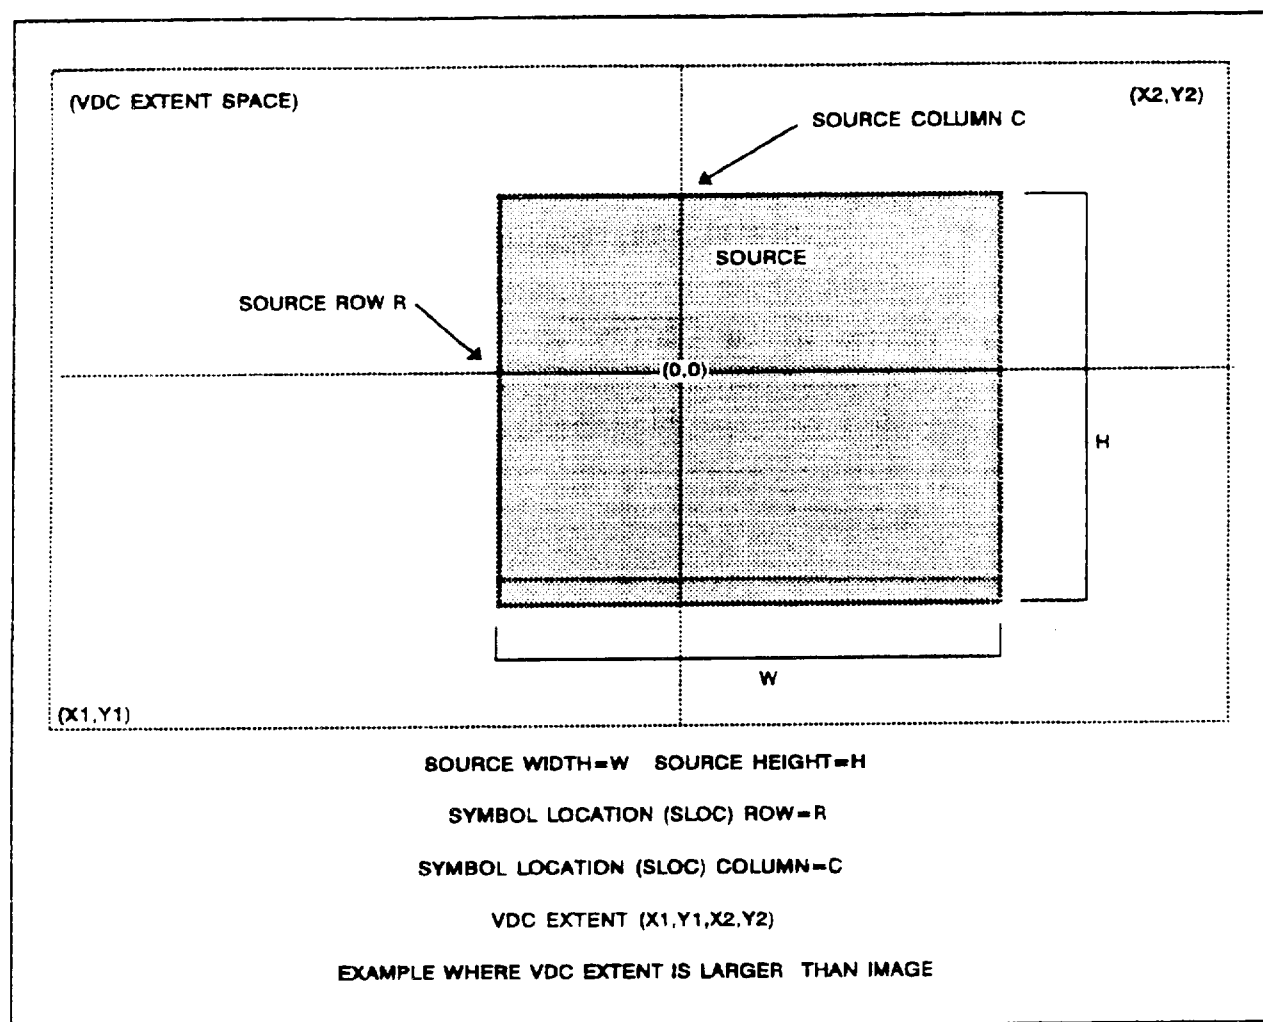 (VDC EXTENT SPACE)
(X2,Y2)
SOURCE COLUMN C
SOURCE
SOURCE ROW R
(0,0)
H
W
(X1,Y1)
SOURCE WIDTH=W SOURCE HEIGHT=H
SYMBOL LOCATION (SLOC) ROW=R
SYMBOL LOCATION (SLOC) COLUMN=C
VDC EXTENT (X1,Y1,X2,Y2)
EXAMPLE WHERE VDC EXTENT IS LARGER THAN IMAGE